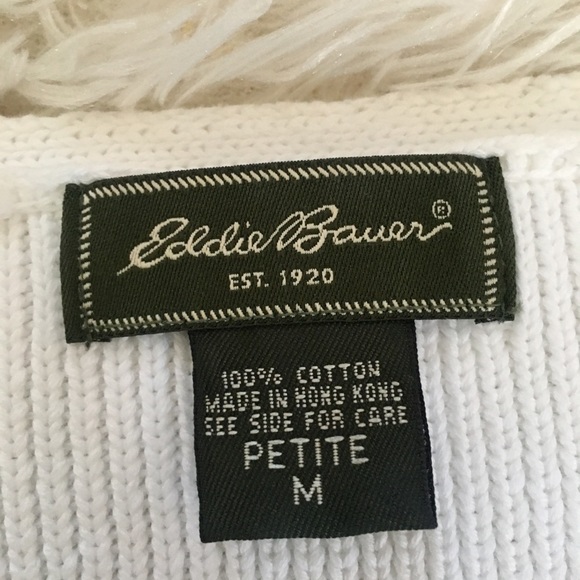 Eddie Bauer®
EST. 1920
100% COTTON
MADE IN HONG KONG
SEE SIDE FOR CARE
PETITE
M